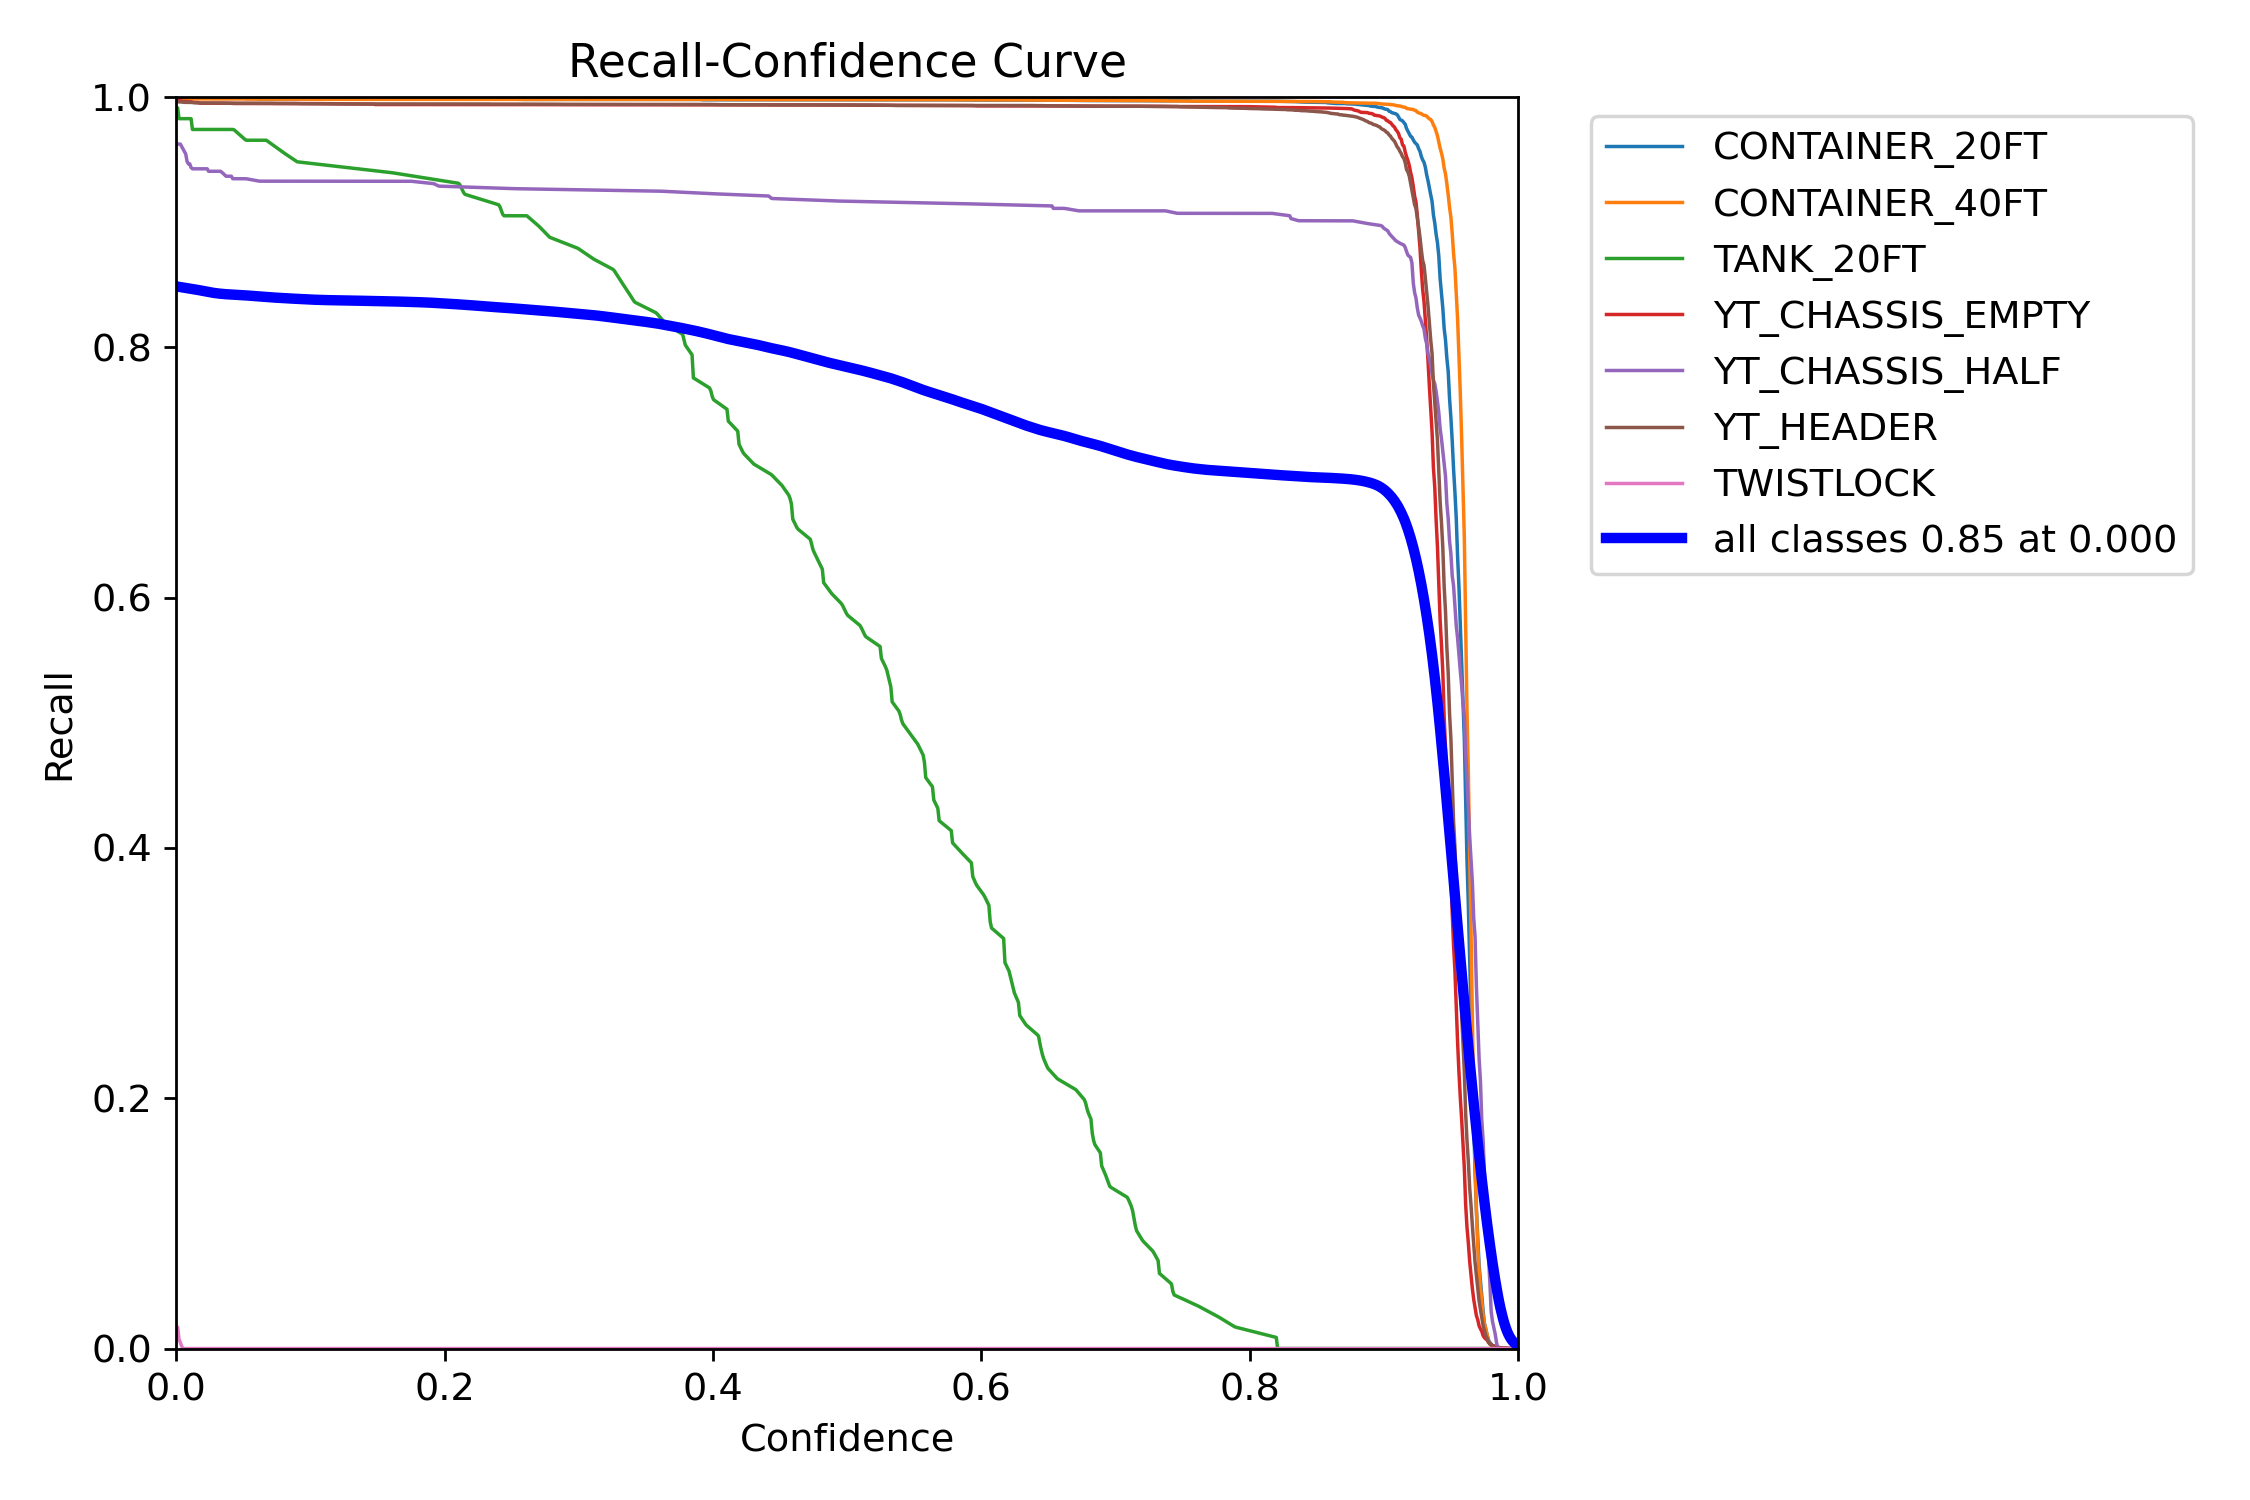 Recall-Confidence Curve
1.0
0.8
0.6
0.4
0.2
0.0
Recall
0.0 0.2 0.4 0.6 0.8 1.0
Confidence
CONTAINER_20FT
CONTAINER_40FT
TANK_20FT
YT_CHASSIS_EMPTY
YT_CHASSIS_HALF
YT_HEADER
TWISTLOCK
all classes 0.85 at 0.000